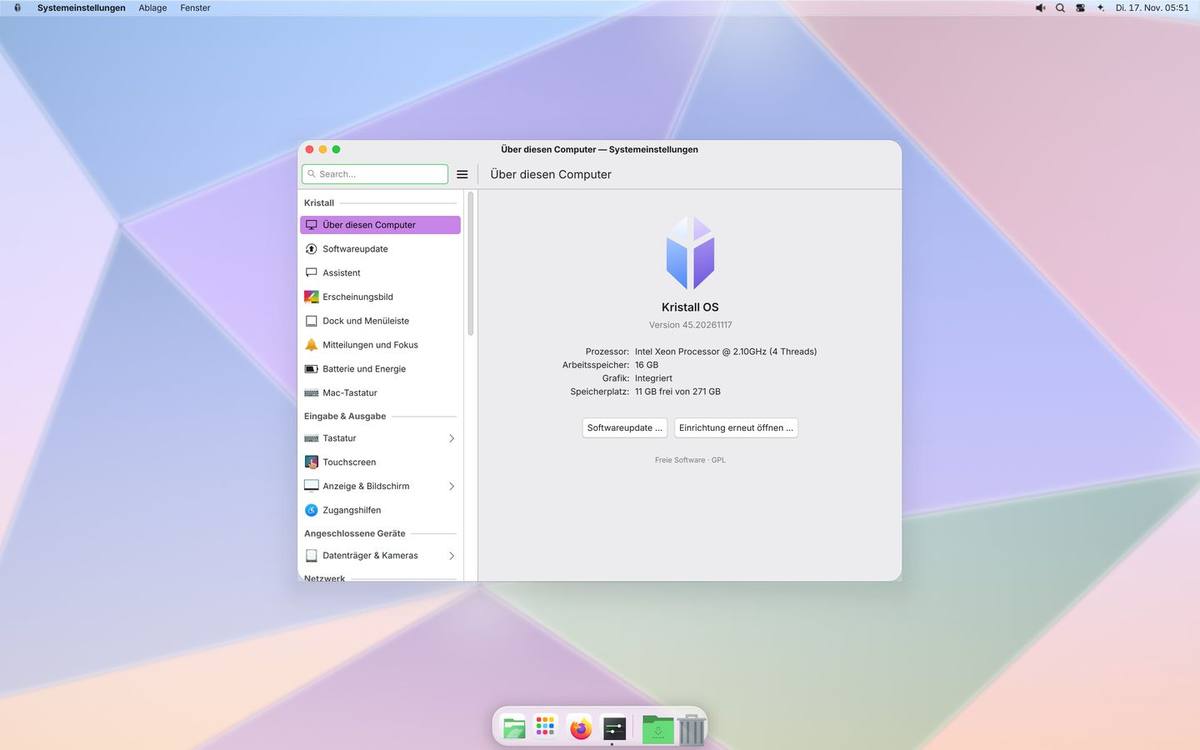 Systemeinstellungen Ablage Fenster Di. 17. Nov. 05:51
Über diesen Computer — Systemeinstellungen
Search...
Über diesen Computer
Kristall
Über diesen Computer
Softwareupdate
Assistent
Erscheinungsbild
Dock und Menüleiste
Mitteilungen und Fokus
Batterie und Energie
Mac-Tastatur
Eingabe & Ausgabe
Tastatur
Touchscreen
Anzeige & Bildschirm
Zugangshilfen
Angeschlossene Geräte
Datenträger & Kameras
Netzwerk
Kristall OS
Version 45.20261117
Prozessor: Intel Xeon Processor @ 2.10GHz (4 Threads)
Arbeitsspeicher: 16 GB
Grafik: Integriert
Speicherplatz: 11 GB frei von 271 GB
Softwareupdate ... Einrichtung erneut öffnen ...
Freie Software · GPL